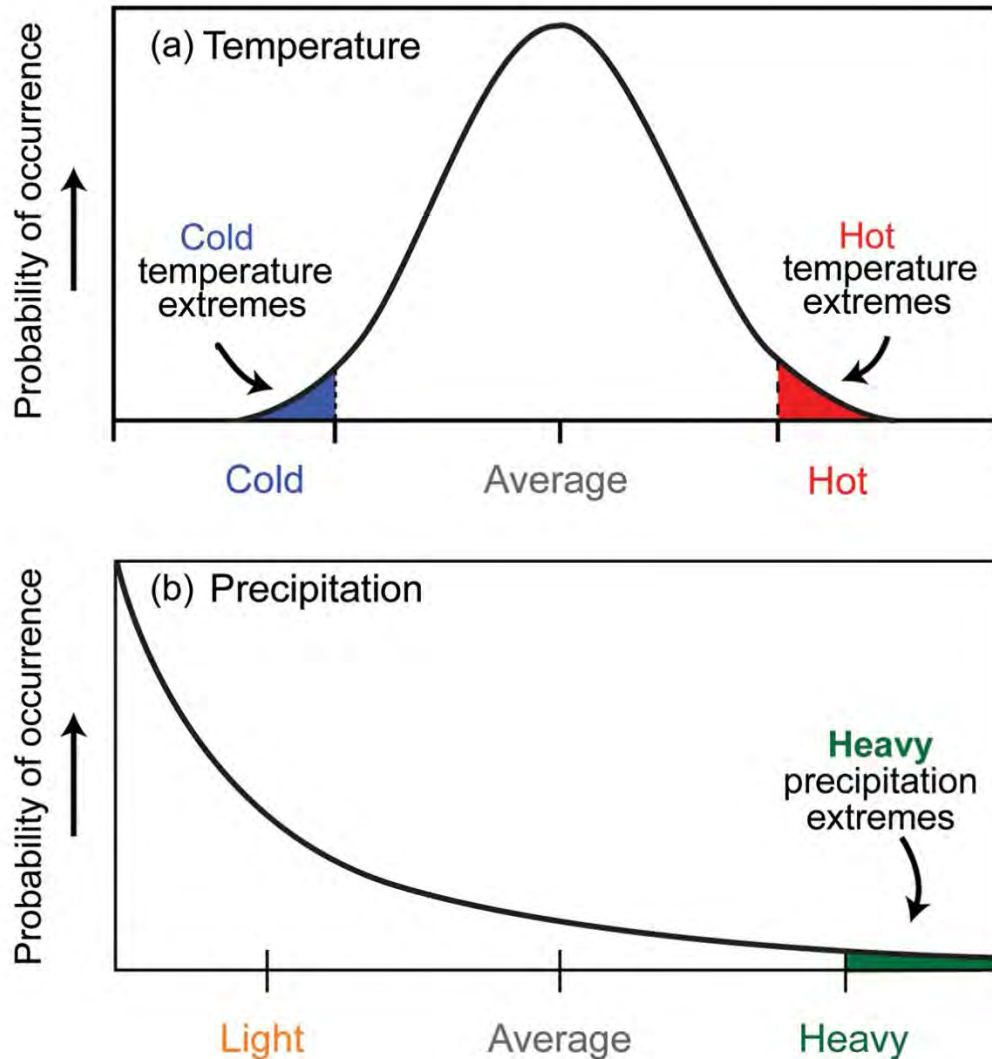 (a) Temperature
Probability of occurrence
Cold
temperature
extremes
Hot
temperature
extremes
Cold
Average
Hot
(b) Precipitation
Probability of occurrence
Heavy
precipitation
extremes
Light
Average
Heavy